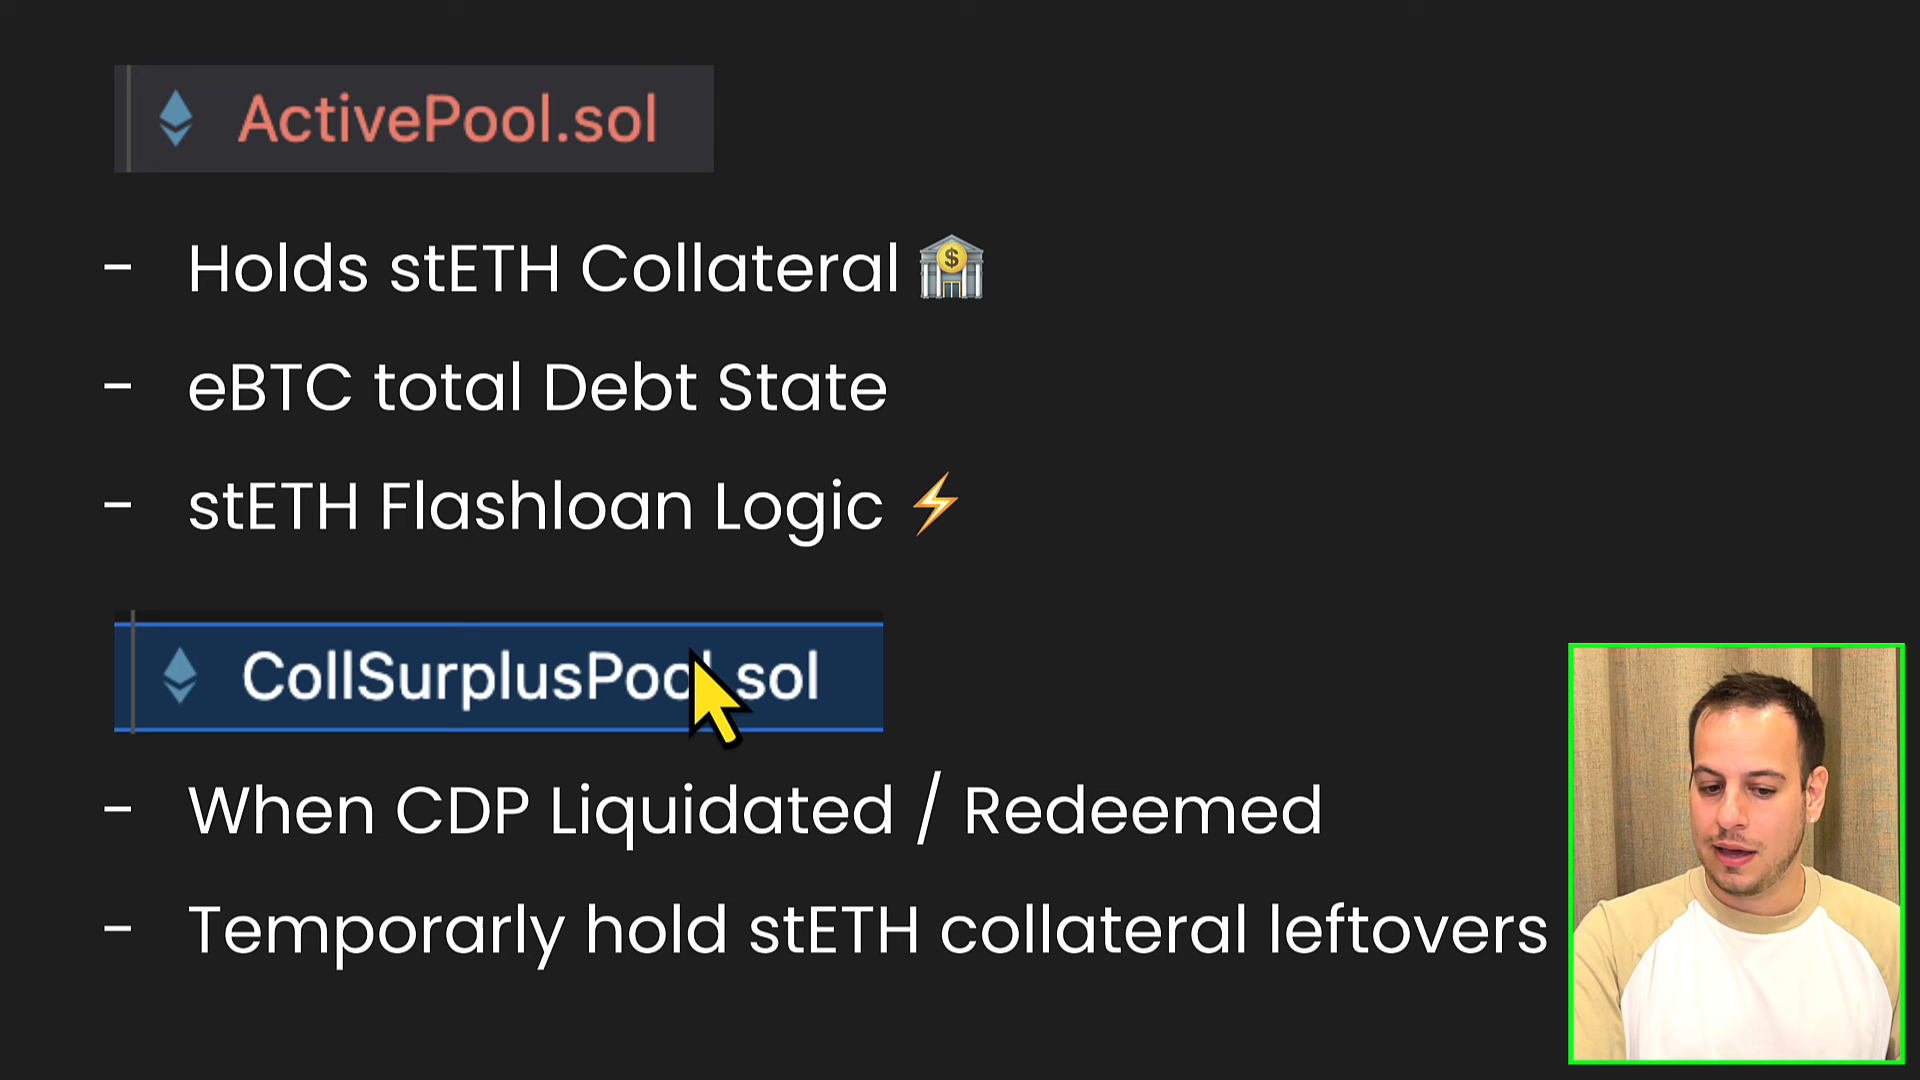 ActivePool.sol
- Holds stETH Collateral
- eBTC total Debt State
- stETH Flashloan Logic ⚡
CollSurplusPool.sol
- When CDP Liquidated / Redeemed
- Temporarly hold stETH collateral leftovers